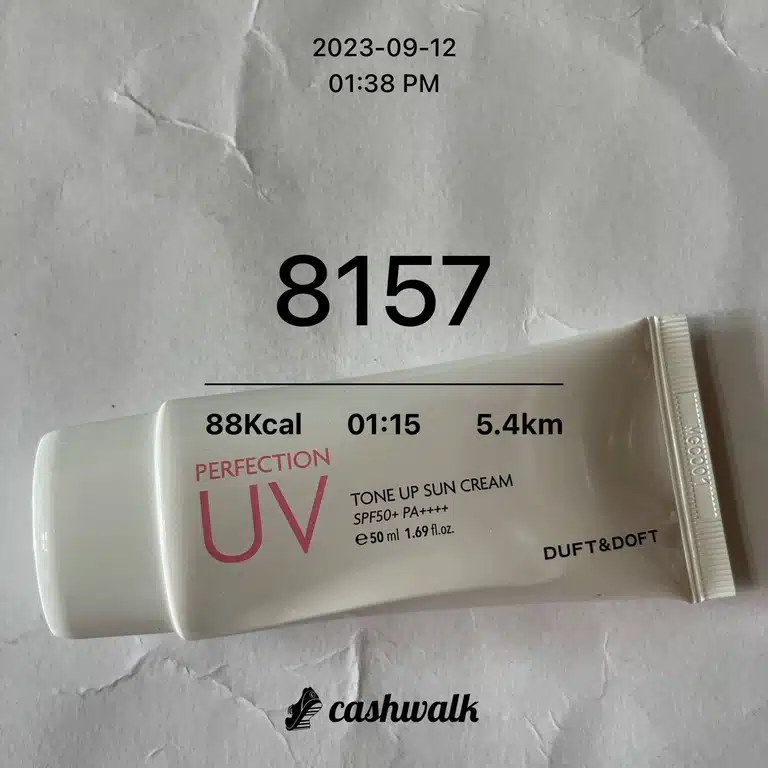 2023-09-12
01:38 PM
8157
88Kcal 01:15 5.4km
PERFECTION
UV
TONE UP SUN CREAM
SPF50+ PA++++
e 50 ml 1.69 fl.oz.
DUFT&DOFT
cashwalk